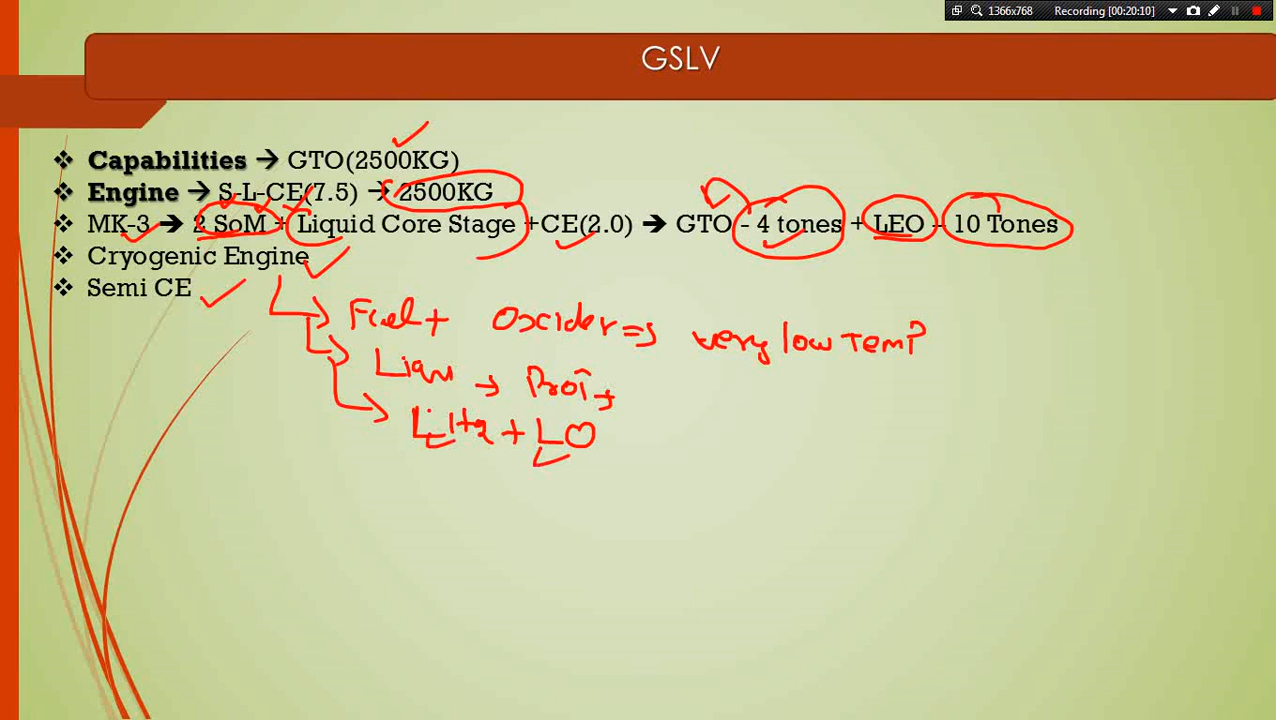 1366x768 Recording [00:20:10]
GSLV
❖ Capabilities → GTO(2500KG)
❖ Engine → S-L-CE(7.5) → 2500KG
❖ MK-3 → 2 SoM + Liquid Core Stage +CE(2.0) → GTO - 4 tones + LEO – 10 Tones
❖ Cryogenic Engine
❖ Semi CE
Fuel + Oxcider => very low Temp
Liqu →
LiH2 + LO